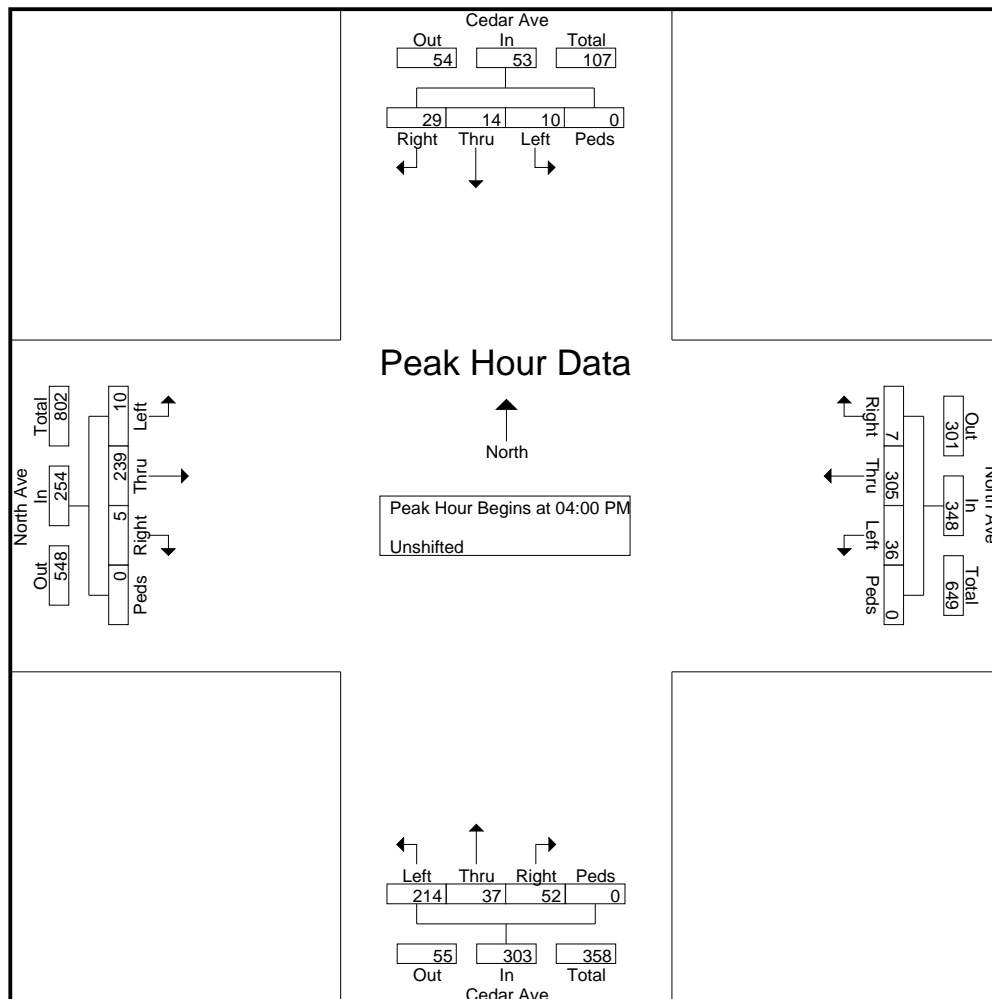 Cedar Ave
Out In Total
54 53 107
29 14 10 0
Right Thru Left Peds
Peak Hour Data
North
Peak Hour Begins at 04:00 PM
Unshifted
North Ave
Total In Out
802 254 548
10 239 5 0
Left Thru Right Peds
North Ave
Out In Total
301 348 649
7 305 36 0
Right Thru Left Peds
Left Thru Right Peds
214 37 52 0
55 303 358
Out In Total
Cedar Ave